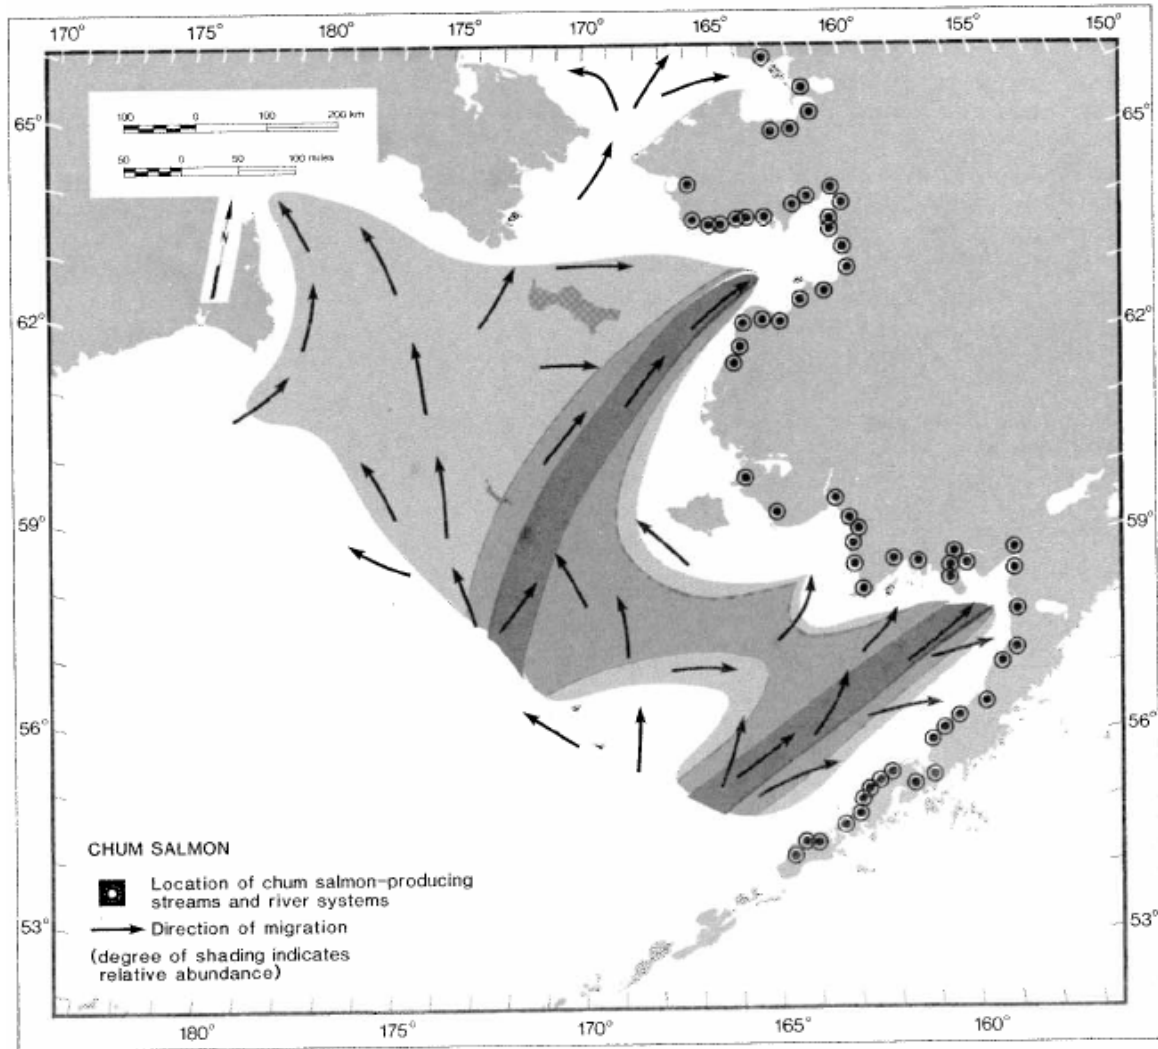 170° 175° 180° 175° 170° 165° 160° 155° 150°
100 0 100 200 km
50 0 50 100 miles
65° 65°
62° 62°
59° 59°
56° 56°
53° 53°
CHUM SALMON
Location of chum salmon-producing
streams and river systems
Direction of migration
(degree of shading indicates
relative abundance)
180° 175° 170° 165° 160°